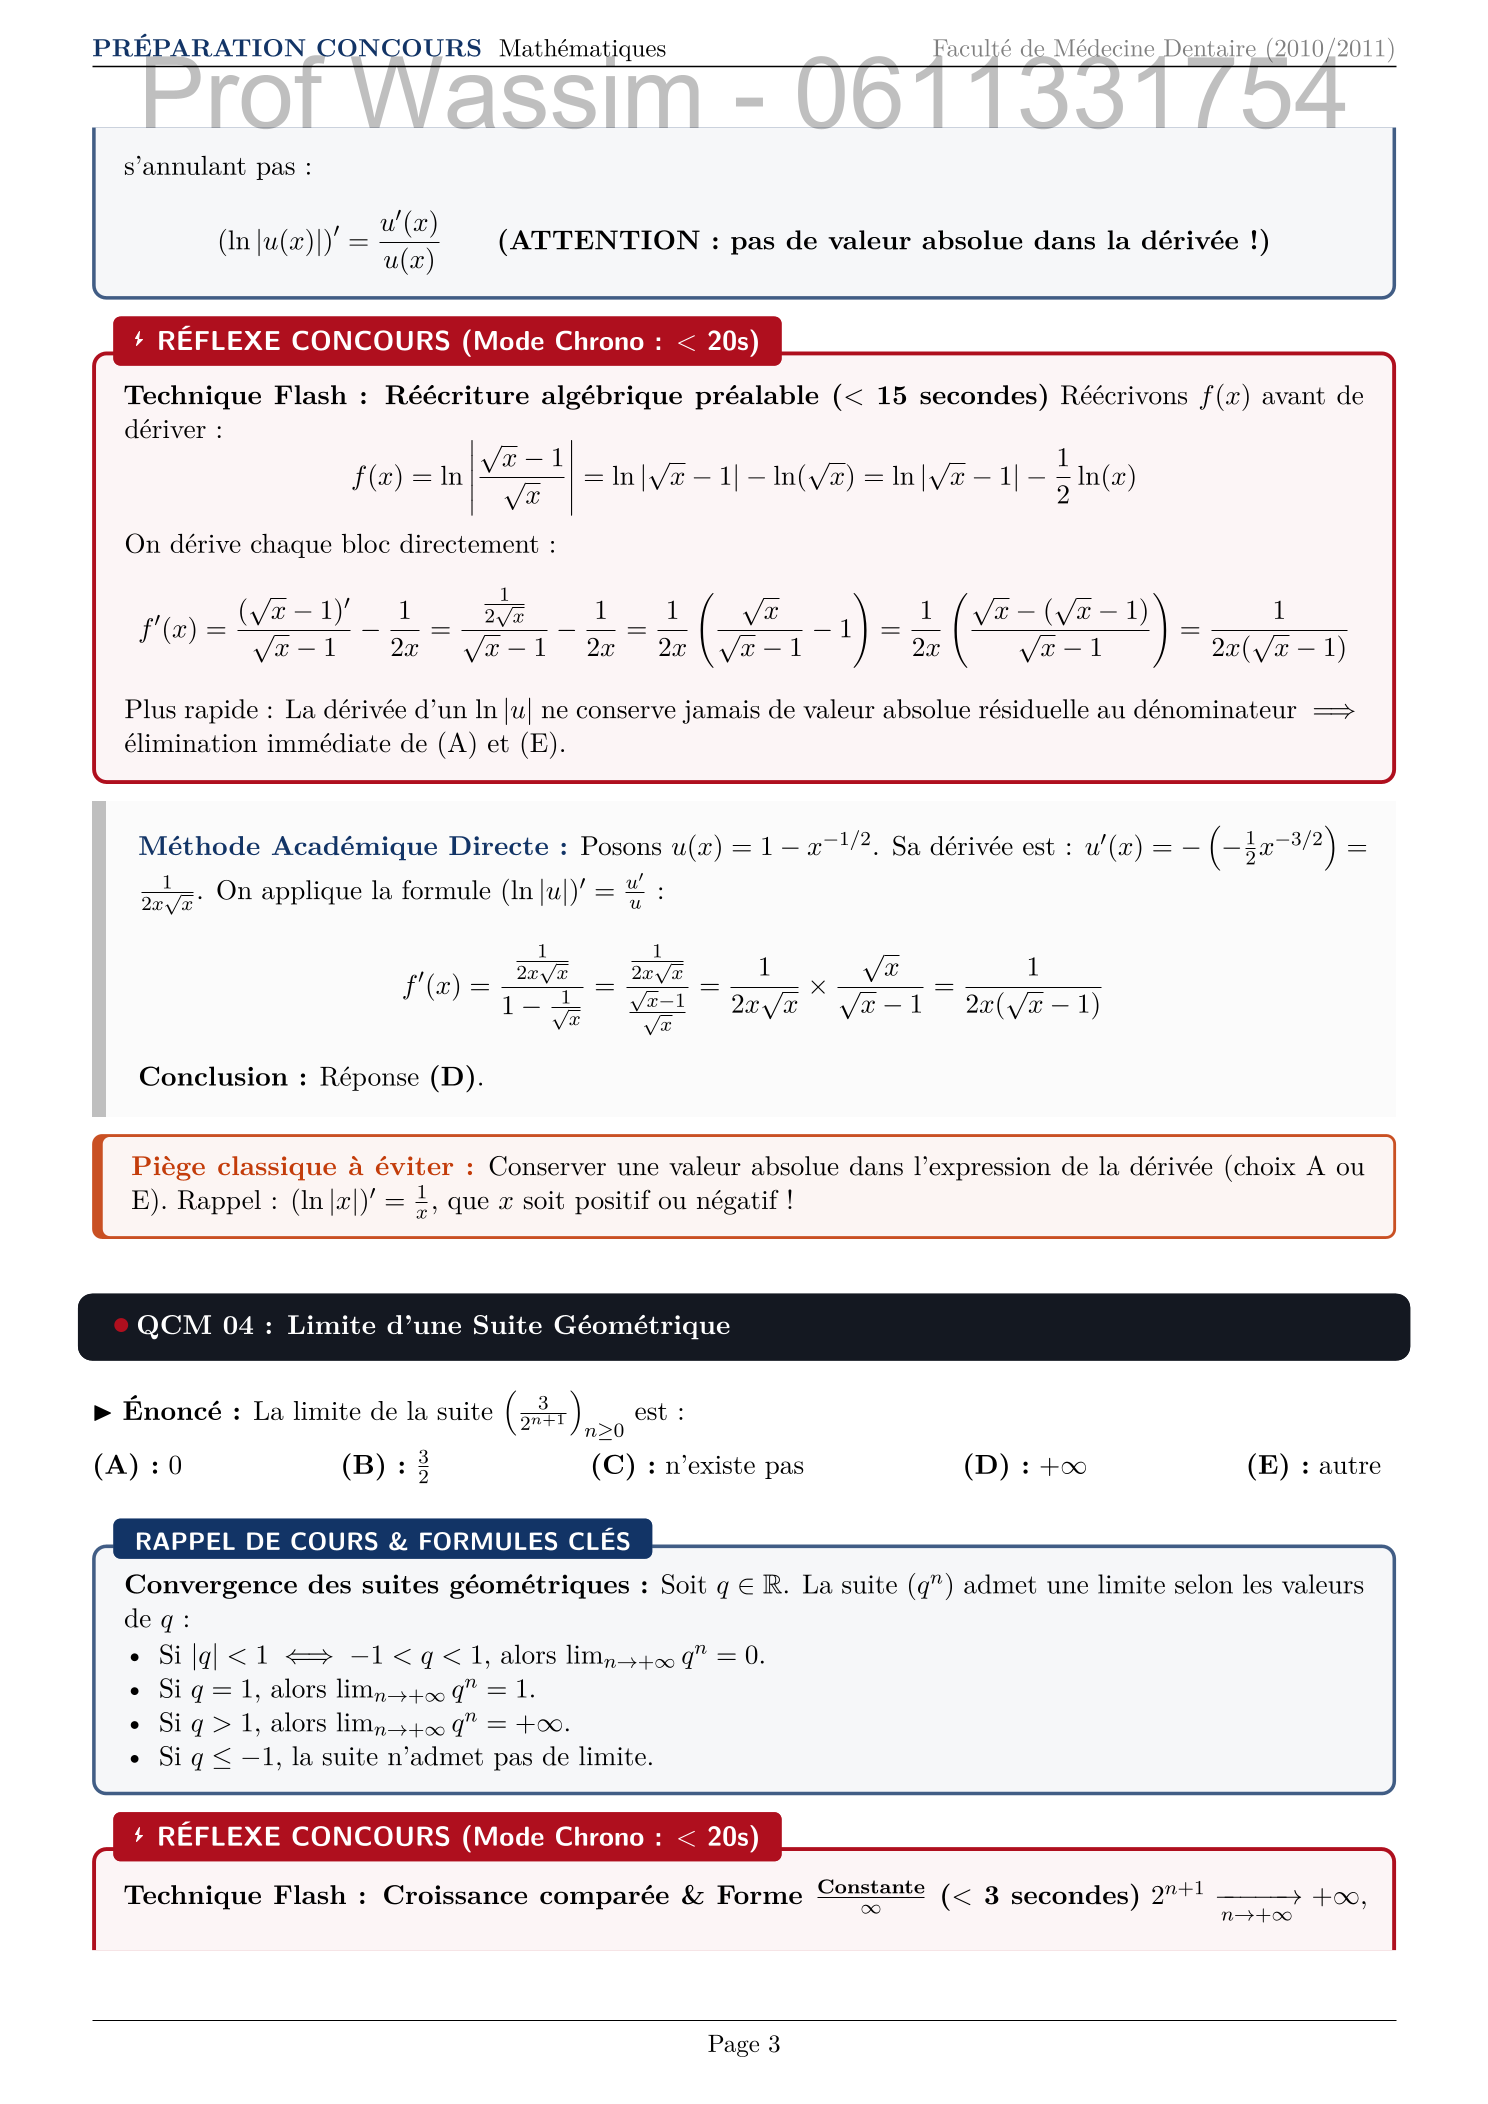 PRÉPARATION CONCOURS Mathématiques Faculté de Médecine Dentaire (2010/2011)
Prof Wassim - 0611331754
s'annulant pas :
(ln |u(x)|)′ = u′(x)/u(x) (ATTENTION : pas de valeur absolue dans la dérivée !)
RÉFLEXE CONCOURS (Mode Chrono : < 20s)
Technique Flash : Réécriture algébrique préalable (< 15 secondes) Réécrivons f(x) avant de
dériver :
f(x) = ln |(√x − 1)/√x| = ln |√x − 1| − ln(√x) = ln |√x − 1| − 1/2 ln(x)
On dérive chaque bloc directement :
f′(x) = (√x − 1)′/(√x − 1) − 1/(2x) = (1/(2√x))/(√x − 1) − 1/(2x) = 1/(2x) (√x/(√x − 1) − 1) = 1/(2x) ((√x − (√x − 1))/(√x − 1)) = 1/(2x(√x − 1))
Plus rapide : La dérivée d'un ln |u| ne conserve jamais de valeur absolue résiduelle au dénominateur ⟹
élimination immédiate de (A) et (E).
Méthode Académique Directe : Posons u(x) = 1 − x^{−1/2}. Sa dérivée est : u′(x) = − (−1/2 x^{−3/2}) =
1/(2x√x). On applique la formule (ln |u|)′ = u′/u :
f′(x) = (1/(2x√x))/(1 − 1/√x) = (1/(2x√x))/((√x−1)/√x) = 1/(2x√x) × √x/(√x − 1) = 1/(2x(√x − 1))
Conclusion : Réponse (D).
Piège classique à éviter : Conserver une valeur absolue dans l'expression de la dérivée (choix A ou
E). Rappel : (ln |x|)′ = 1/x, que x soit positif ou négatif !
QCM 04 : Limite d'une Suite Géométrique
▶ Énoncé : La limite de la suite (3/2^{n+1})_{n≥0} est :
(A) : 0 (B) : 3/2 (C) : n'existe pas (D) : +∞ (E) : autre
RAPPEL DE COURS & FORMULES CLÉS
Convergence des suites géométriques : Soit q ∈ ℝ. La suite (q^n) admet une limite selon les valeurs
de q :
• Si |q| < 1 ⟺ −1 < q < 1, alors lim_{n→+∞} q^n = 0.
• Si q = 1, alors lim_{n→+∞} q^n = 1.
• Si q > 1, alors lim_{n→+∞} q^n = +∞.
• Si q ≤ −1, la suite n'admet pas de limite.
RÉFLEXE CONCOURS (Mode Chrono : < 20s)
Technique Flash : Croissance comparée & Forme Constante/∞ (< 3 secondes) 2^{n+1} →_{n→+∞} +∞,
Page 3